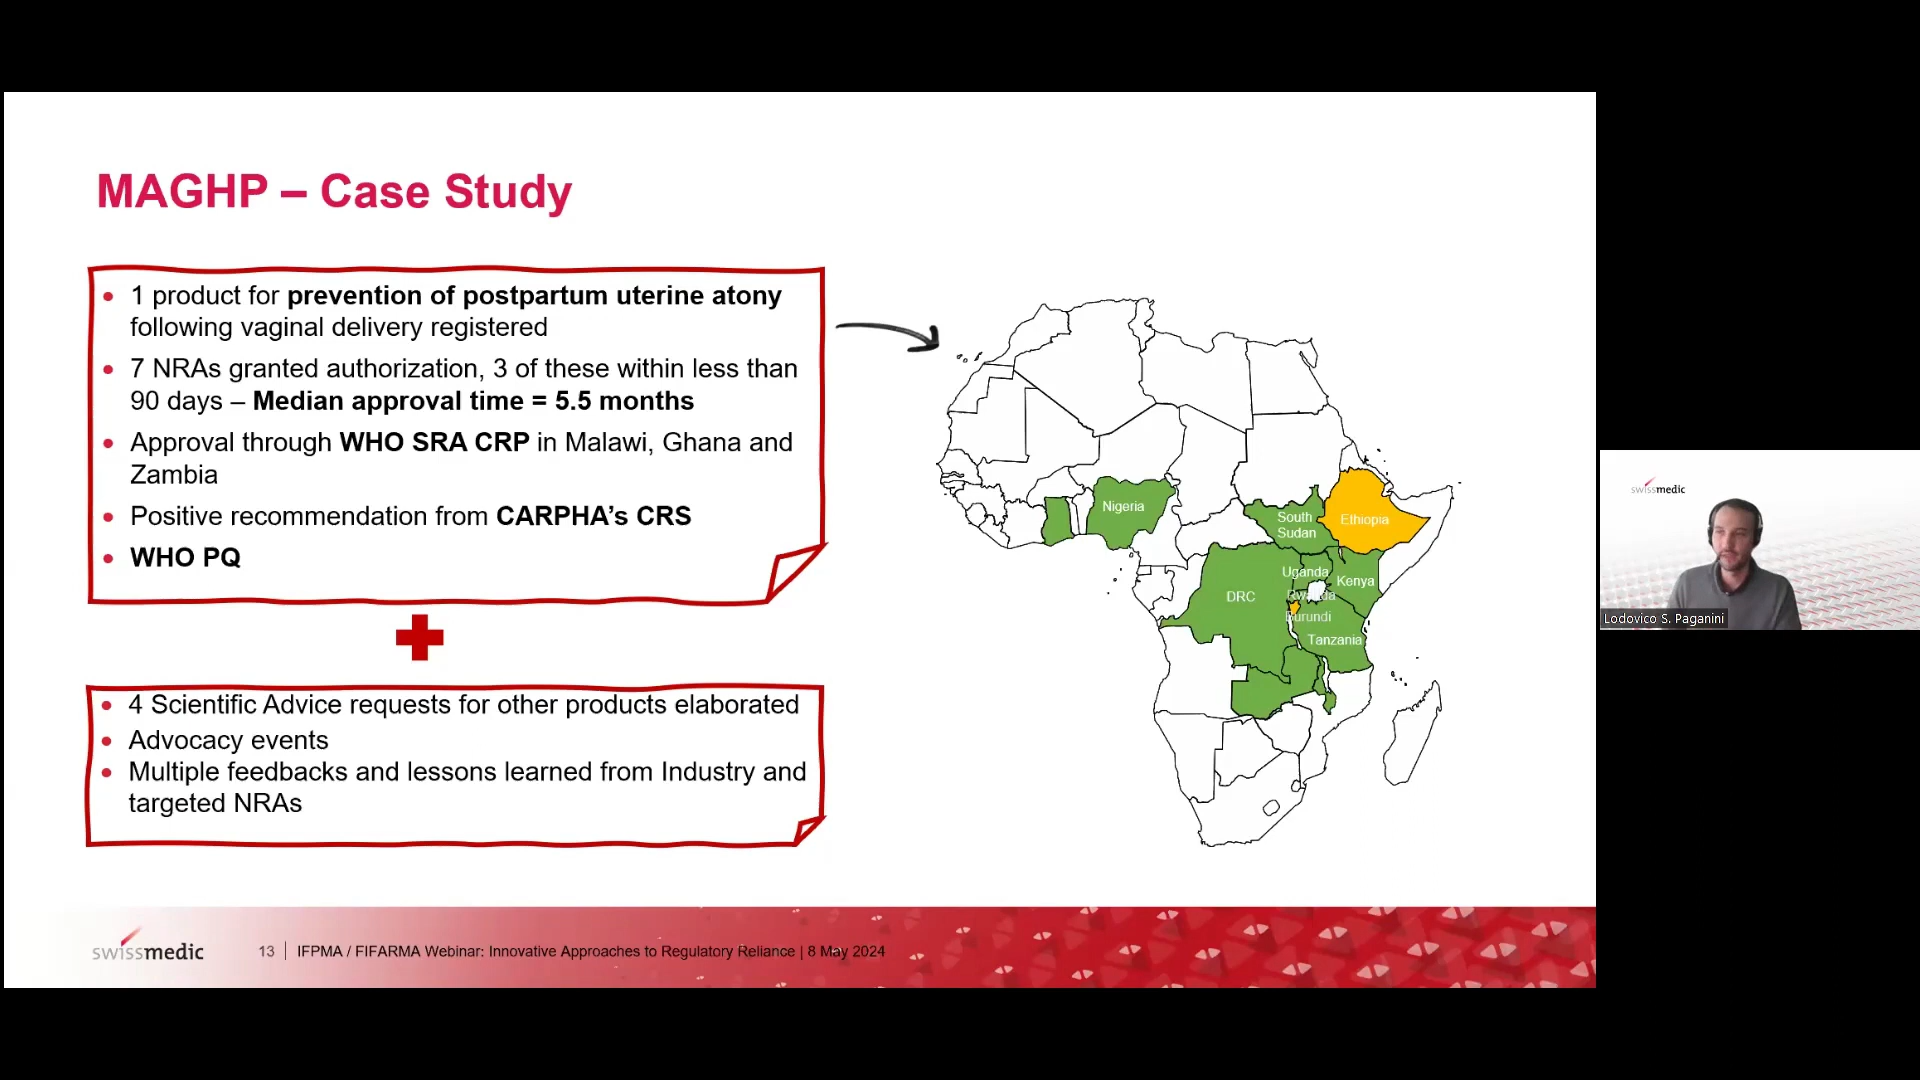 MAGHP – Case Study
• 1 product for prevention of postpartum uterine atony
following vaginal delivery registered
• 7 NRAs granted authorization, 3 of these within less than
90 days – Median approval time = 5.5 months
• Approval through WHO SRA CRP in Malawi, Ghana and
Zambia
• Positive recommendation from CARPHA’s CRS
• WHO PQ
• 4 Scientific Advice requests for other products elaborated
• Advocacy events
• Multiple feedbacks and lessons learned from Industry and
targeted NRAs
Nigeria
South
Sudan
Ethiopia
Uganda
Kenya
DRC
Rwanda
Burundi
Tanzania
swissmedic
13 | IFPMA / FIFARMA Webinar: Innovative Approaches to Regulatory Reliance | 8 May 2024
swissmedic
Lodovico S. Paganini